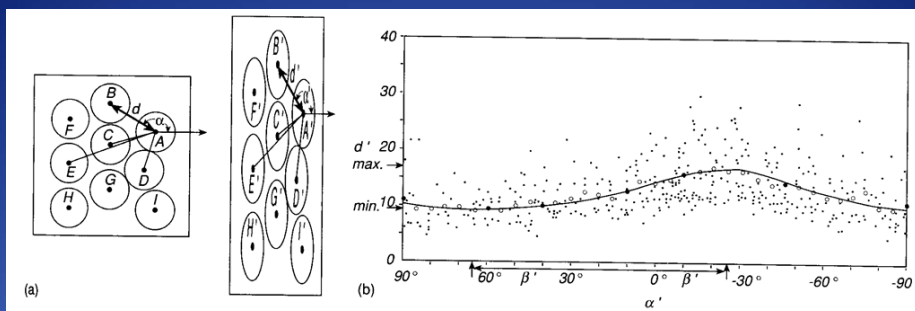 B
d
α
F
C
A
E
D
G
H
I
(a)
B'
d'
α'
F'
C'
A'
E'
D'
G'
H'
I'
40
30
20
d'
max.
min.
10
0
90° 60° β' 30° 0° β' -30° -60° -90
α'
(b)